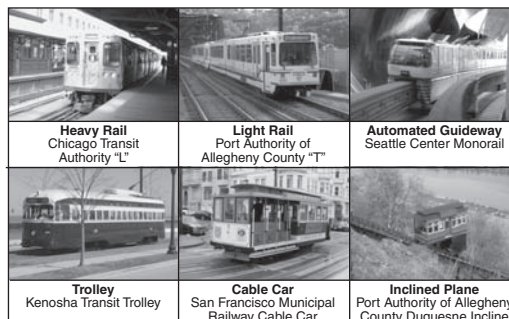 Heavy Rail
Chicago Transit
Authority "L"
Light Rail
Port Authority of
Allegheny County "T"
Automated Guideway
Seattle Center Monorail
Trolley
Kenosha Transit Trolley
Cable Car
San Francisco Municipal
Railway Cable Car
Inclined Plane
Port Authority of Allegheny
County Duquesne Incline